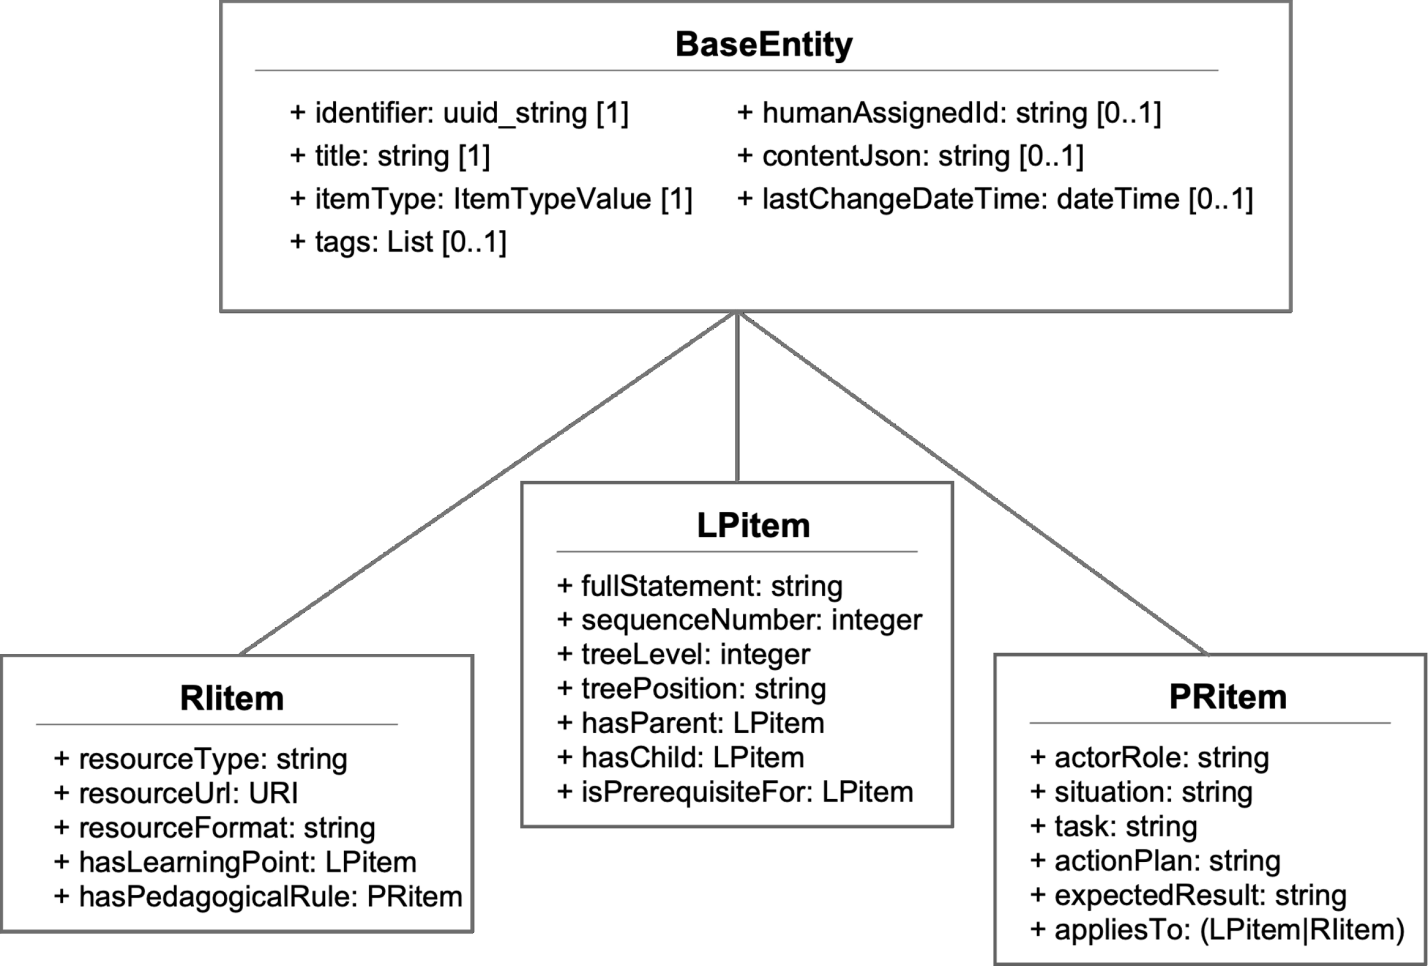 BaseEntity
+ identifier: uuid_string [1]
+ title: string [1]
+ itemType: ItemTypeValue [1]
+ tags: List [0..1]
+ humanAssignedId: string [0..1]
+ contentJson: string [0..1]
+ lastChangeDateTime: dateTime [0..1]
LPitem
+ fullStatement: string
+ sequenceNumber: integer
+ treeLevel: integer
+ treePosition: string
+ hasParent: LPitem
+ hasChild: LPitem
+ isPrerequisiteFor: LPitem
RIitem
+ resourceType: string
+ resourceUrl: URI
+ resourceFormat: string
+ hasLearningPoint: LPitem
+ hasPedagogicalRule: PRitem
PRitem
+ actorRole: string
+ situation: string
+ task: string
+ actionPlan: string
+ expectedResult: string
+ appliesTo: (LPitem|RIitem)